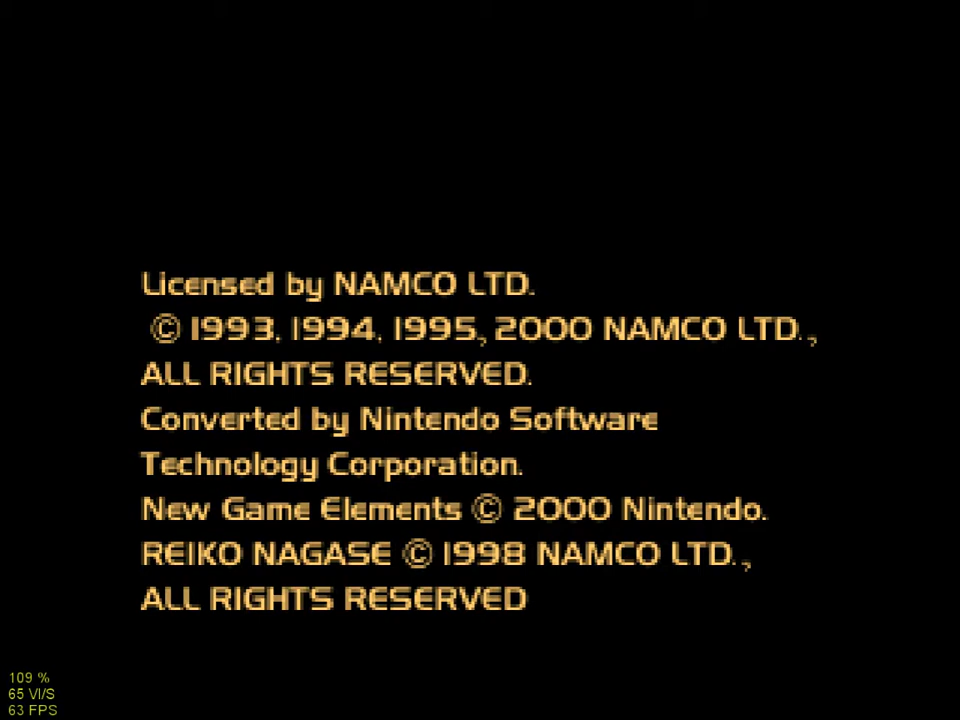 Licensed by NAMCO LTD.
© 1993, 1994, 1995, 2000 NAMCO LTD.,
ALL RIGHTS RESERVED.
Converted by Nintendo Software
Technology Corporation.
New Game Elements © 2000 Nintendo.
REIKO NAGASE © 1998 NAMCO LTD.,
ALL RIGHTS RESERVED
109 %
65 VI/S
63 FPS